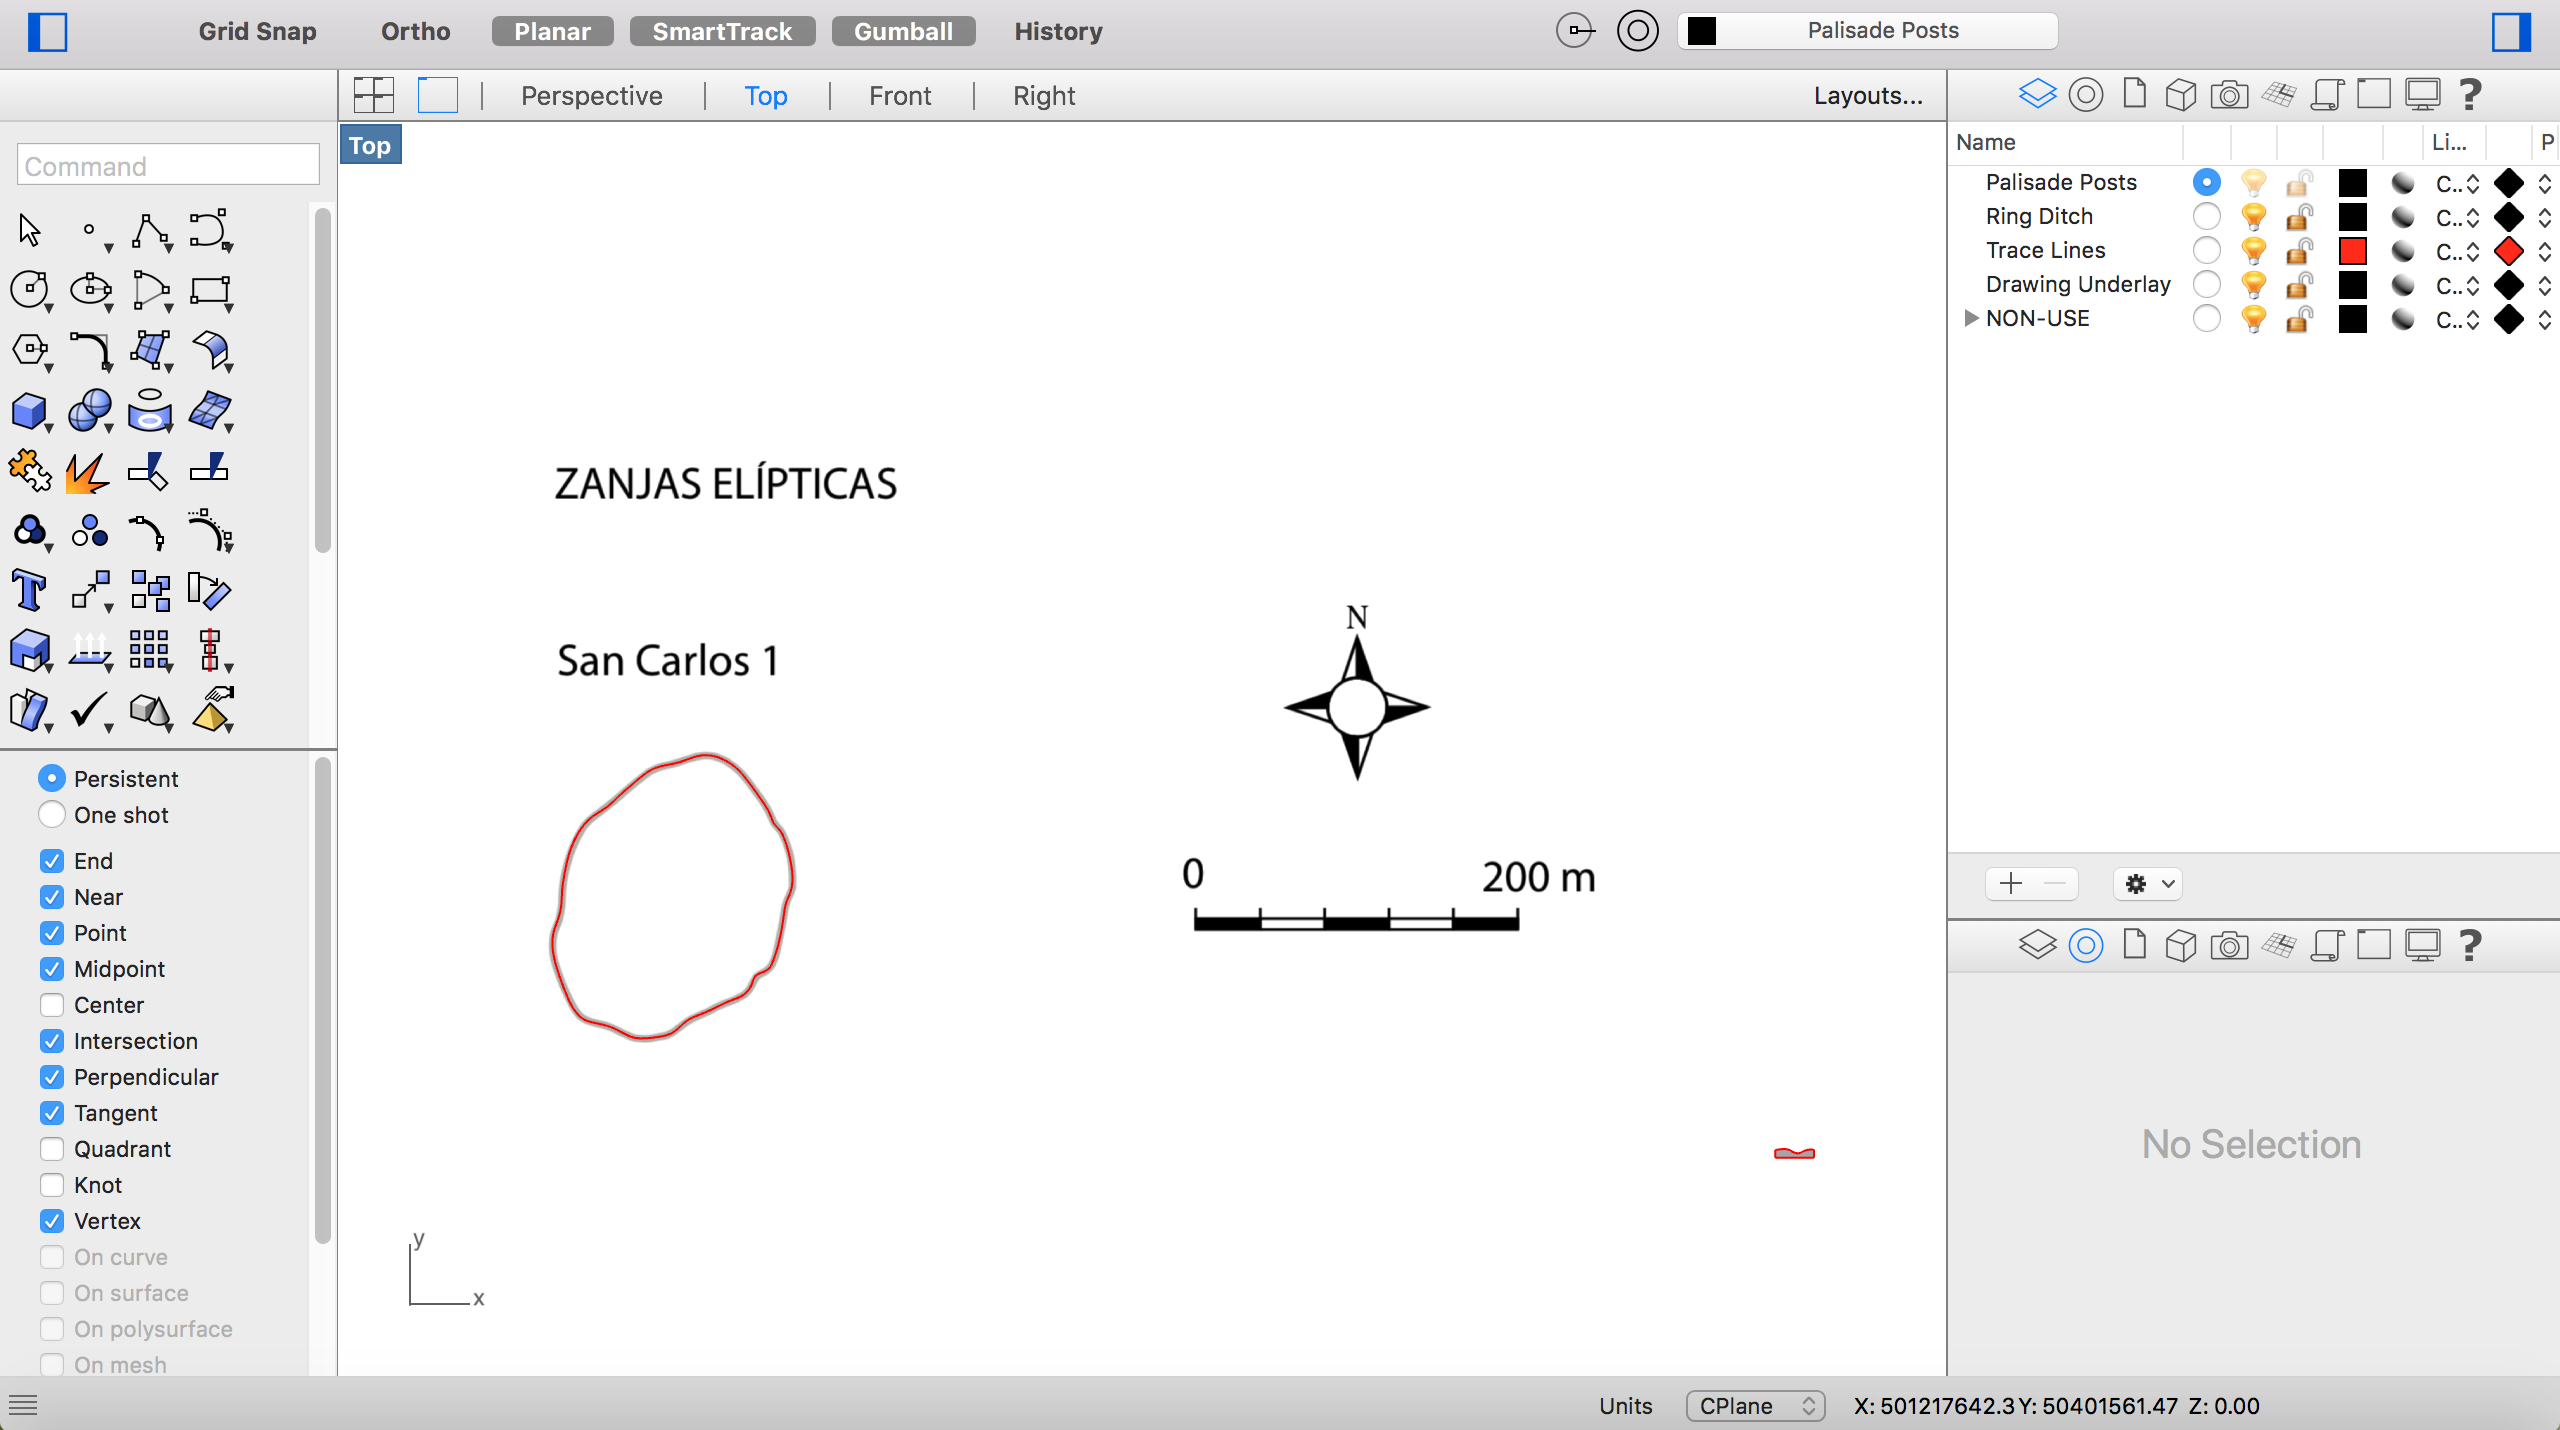 Grid Snap Ortho Planar SmartTrack Gumball History Palisade Posts
Perspective Top Front Right Layouts...
Top
Command
Name Li... P
Palisade Posts C..
Ring Ditch C..
Trace Lines C..
Drawing Underlay C..
NON-USE C..
ZANJAS ELÍPTICAS
San Carlos 1
N
0 200 m
y
x
Persistent
One shot
End
Near
Point
Midpoint
Center
Intersection
Perpendicular
Tangent
Quadrant
Knot
Vertex
On curve
On surface
On polysurface
On mesh
No Selection
Units CPlane X: 501217642.3 Y: 50401561.47 Z: 0.00